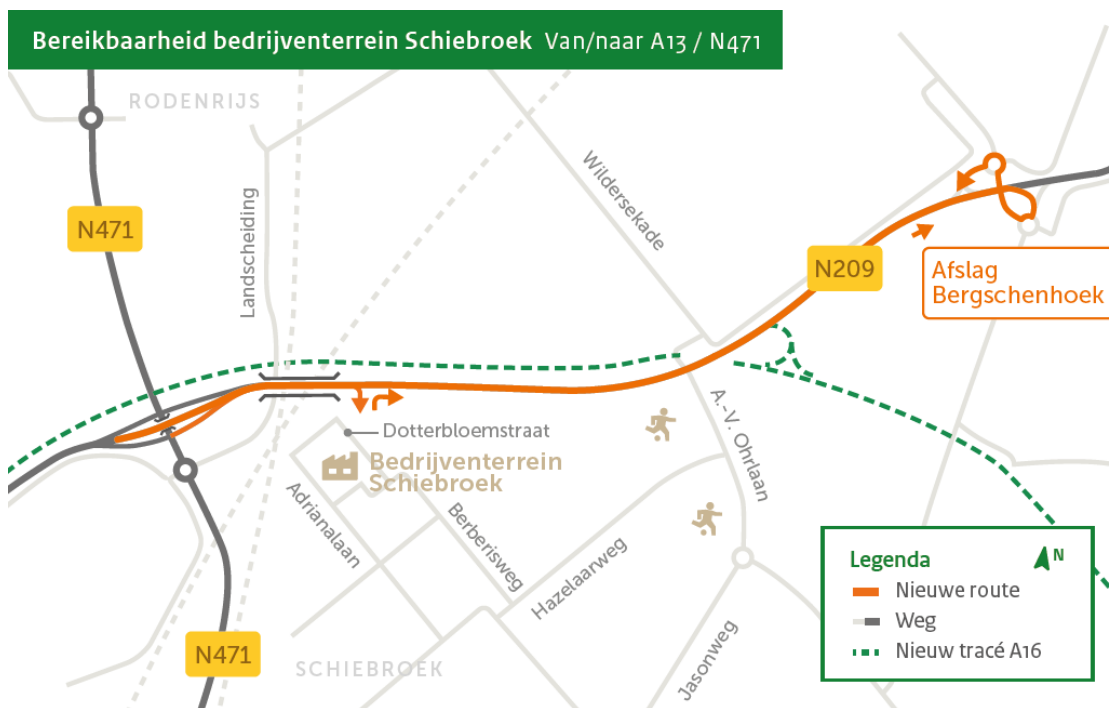 Bereikbaarheid bedrijventerrein Schiebroek Van/naar A13 / N471
RODENRIJS
N471
Landscheiding
Wildersekade
N209
Afslag
Bergschenhoek
Dotterbloemstraat
Bedrijventerrein
Schiebroek
Adrianalaan
Berberisweg
Hazelaarweg
A.-V. Ohrlaan
Jasonweg
N471
SCHIEBROEK
Legenda
N
Nieuwe route
Weg
Nieuw tracé A16